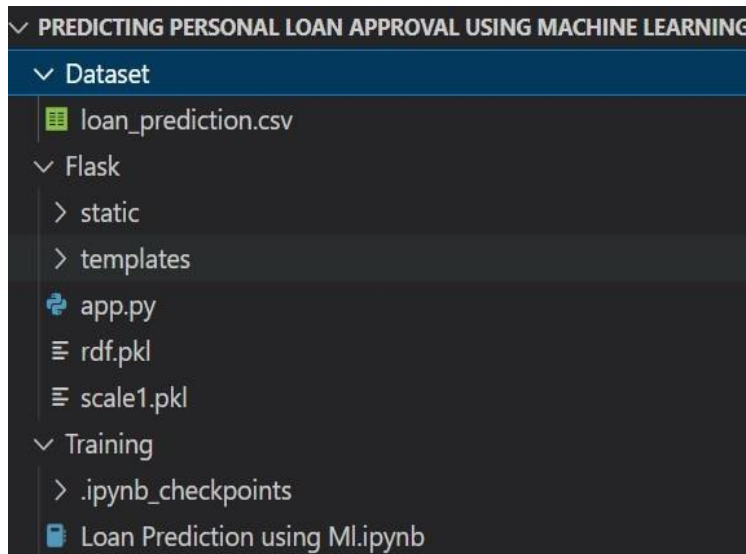 PREDICTING PERSONAL LOAN APPROVAL USING MACHINE LEARNING
Dataset
loan_prediction.csv
Flask
static
templates
app.py
rdf.pkl
scale1.pkl
Training
.ipynb_checkpoints
Loan Prediction using Ml.ipynb